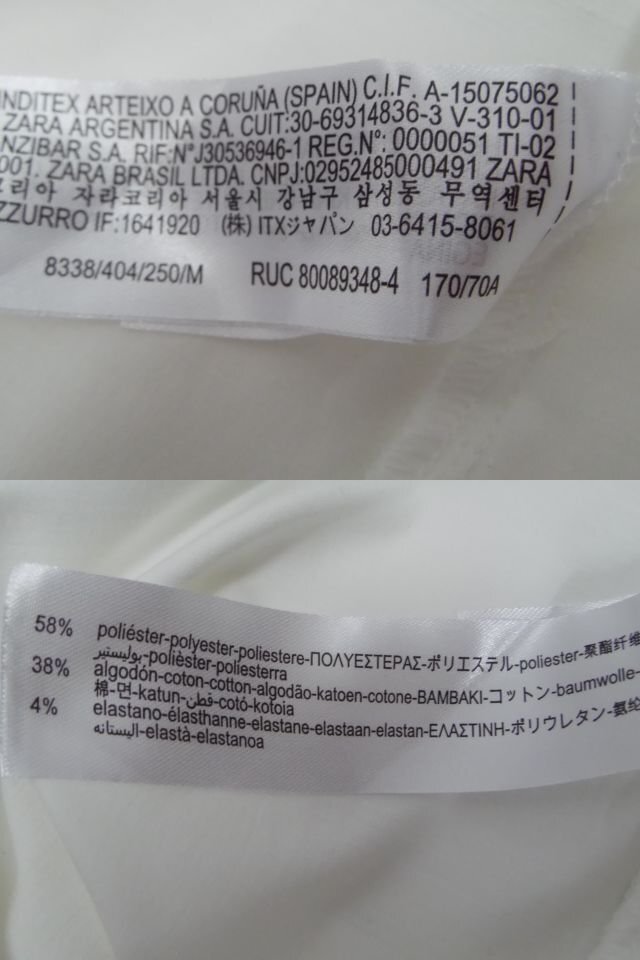 INDITEX ARTEIXO A CORUÑA (SPAIN) C.I.F. A-15075062
ZARA ARGENTINA S.A. CUIT:30-69314836-3 V-310-01
NZIBAR S.A. RIF:NºJ30536946-1 REG.Nº: 0000051 TI-02
001. ZARA BRASIL LTDA. CNPJ:02952485000491 ZARA
코리아 자라코리아 서울시 강남구 삼성동 무역센터
ZZURRO IF:1641920 (株) ITXジャパン 03-6415-8061
8338/404/250/M RUC 80089348-4 170/70A
58% poliéster-polyester-poliestere-ΠΟΛΥΕΣΤΕΡΑΣ-ポリエステル-poliester-聚酯纤维
بوليستير-polièster-poliesterra
38% algodón-coton-cotton-algodão-katoen-cotone-BAMBAKI-コットン-baumwolle-
棉-면-katun-قطن-cotó-kotoia
4% elastano-élasthanne-elastane-elastaan-elastan-ΕΛΑΣΤΙΝΗ-ポリウレタン-氨纶
اليستانه-elastà-elastanoa